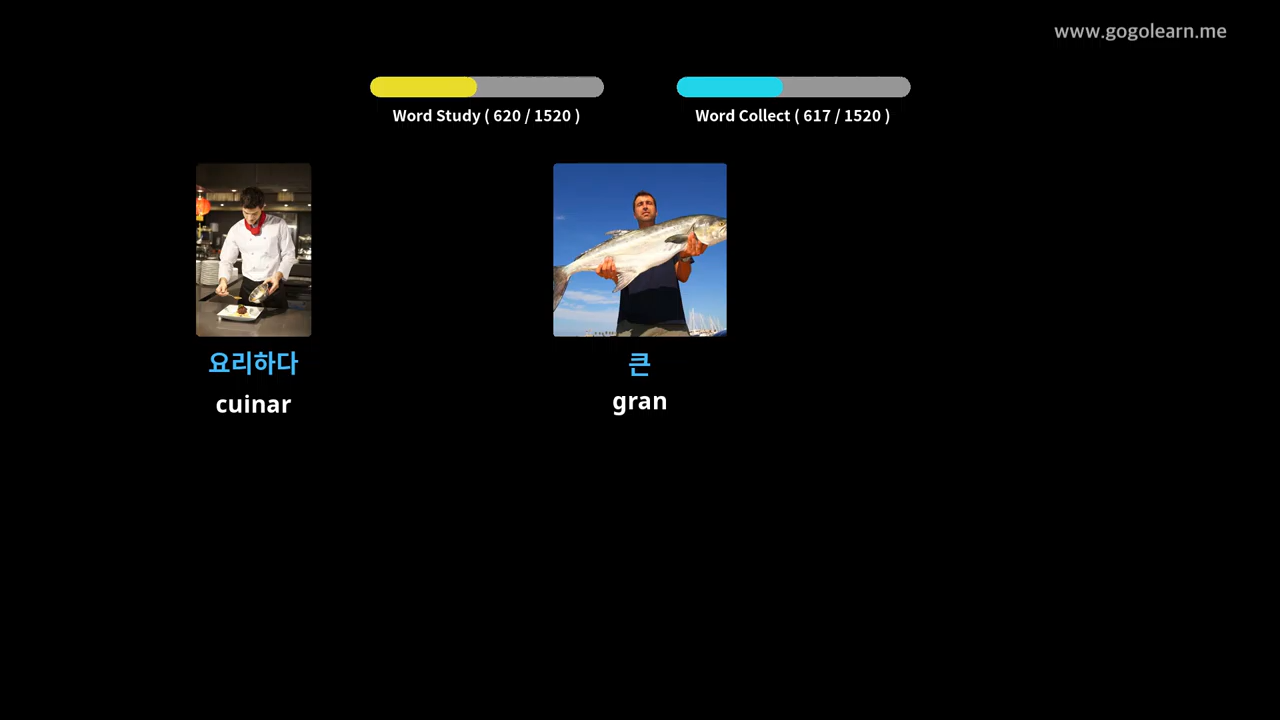 www.gogolearn.me
Word Study ( 620 / 1520 )
Word Collect ( 617 / 1520 )
요리하다
cuinar
큰
gran